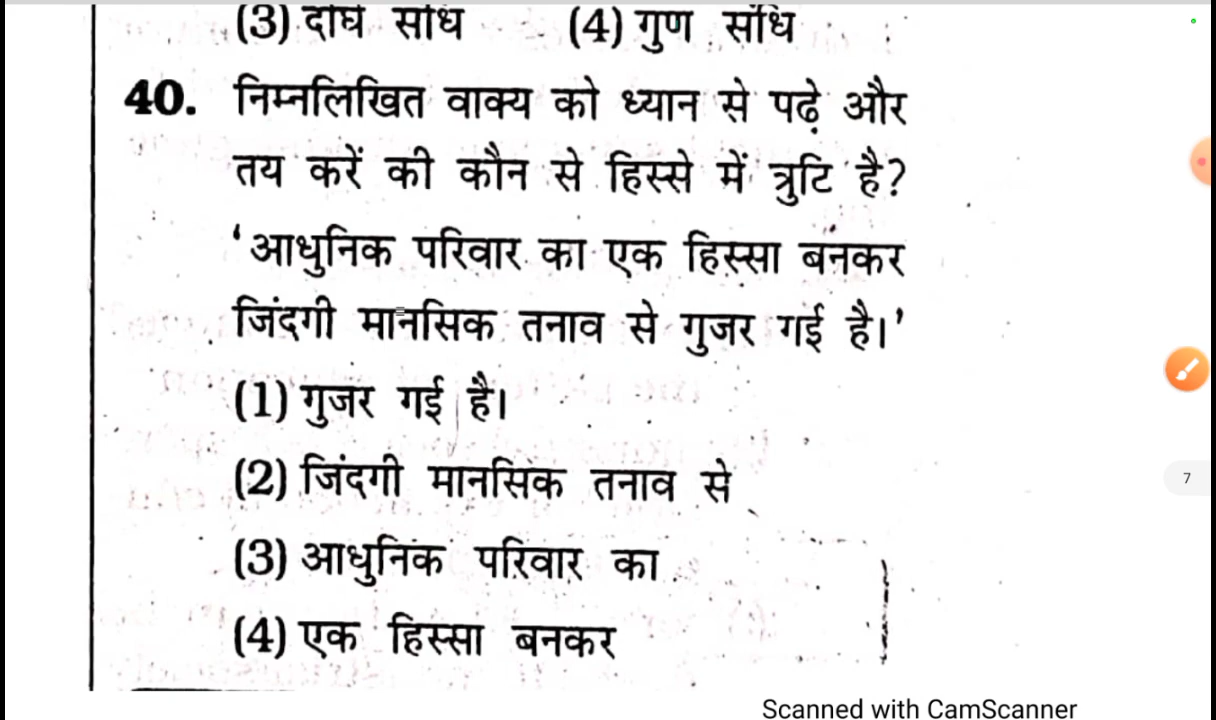 (3) दीर्घ संधि (4) गुण संधि
40. निम्नलिखित वाक्य को ध्यान से पढ़े और
तय करें की कौन से हिस्से में त्रुटि है?
‘आधुनिक परिवार का एक हिस्सा बनकर
जिंदगी मानसिक तनाव से गुजर गई है।’
(1) गुजर गई है।
(2) जिंदगी मानसिक तनाव से
(3) आधुनिक परिवार का
(4) एक हिस्सा बनकर
7
Scanned with CamScanner